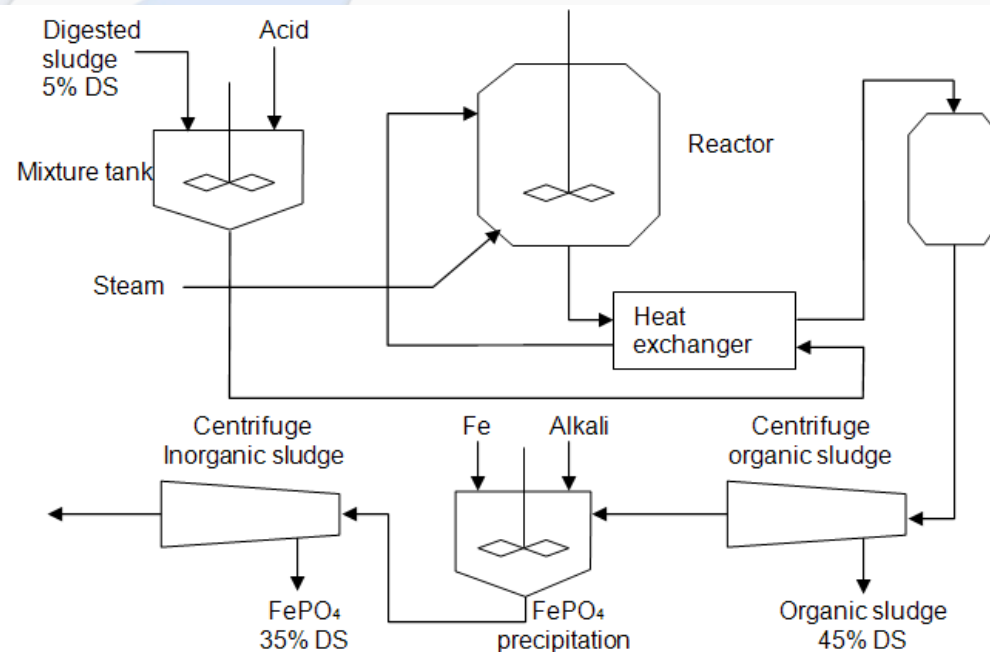 Digested
sludge
5% DS
Acid
Mixture tank
Reactor
Steam
Heat
exchanger
Centrifuge
Inorganic sludge
Fe
Alkali
Centrifuge
organic sludge
FePO₄
35% DS
FePO₄
precipitation
Organic sludge
45% DS